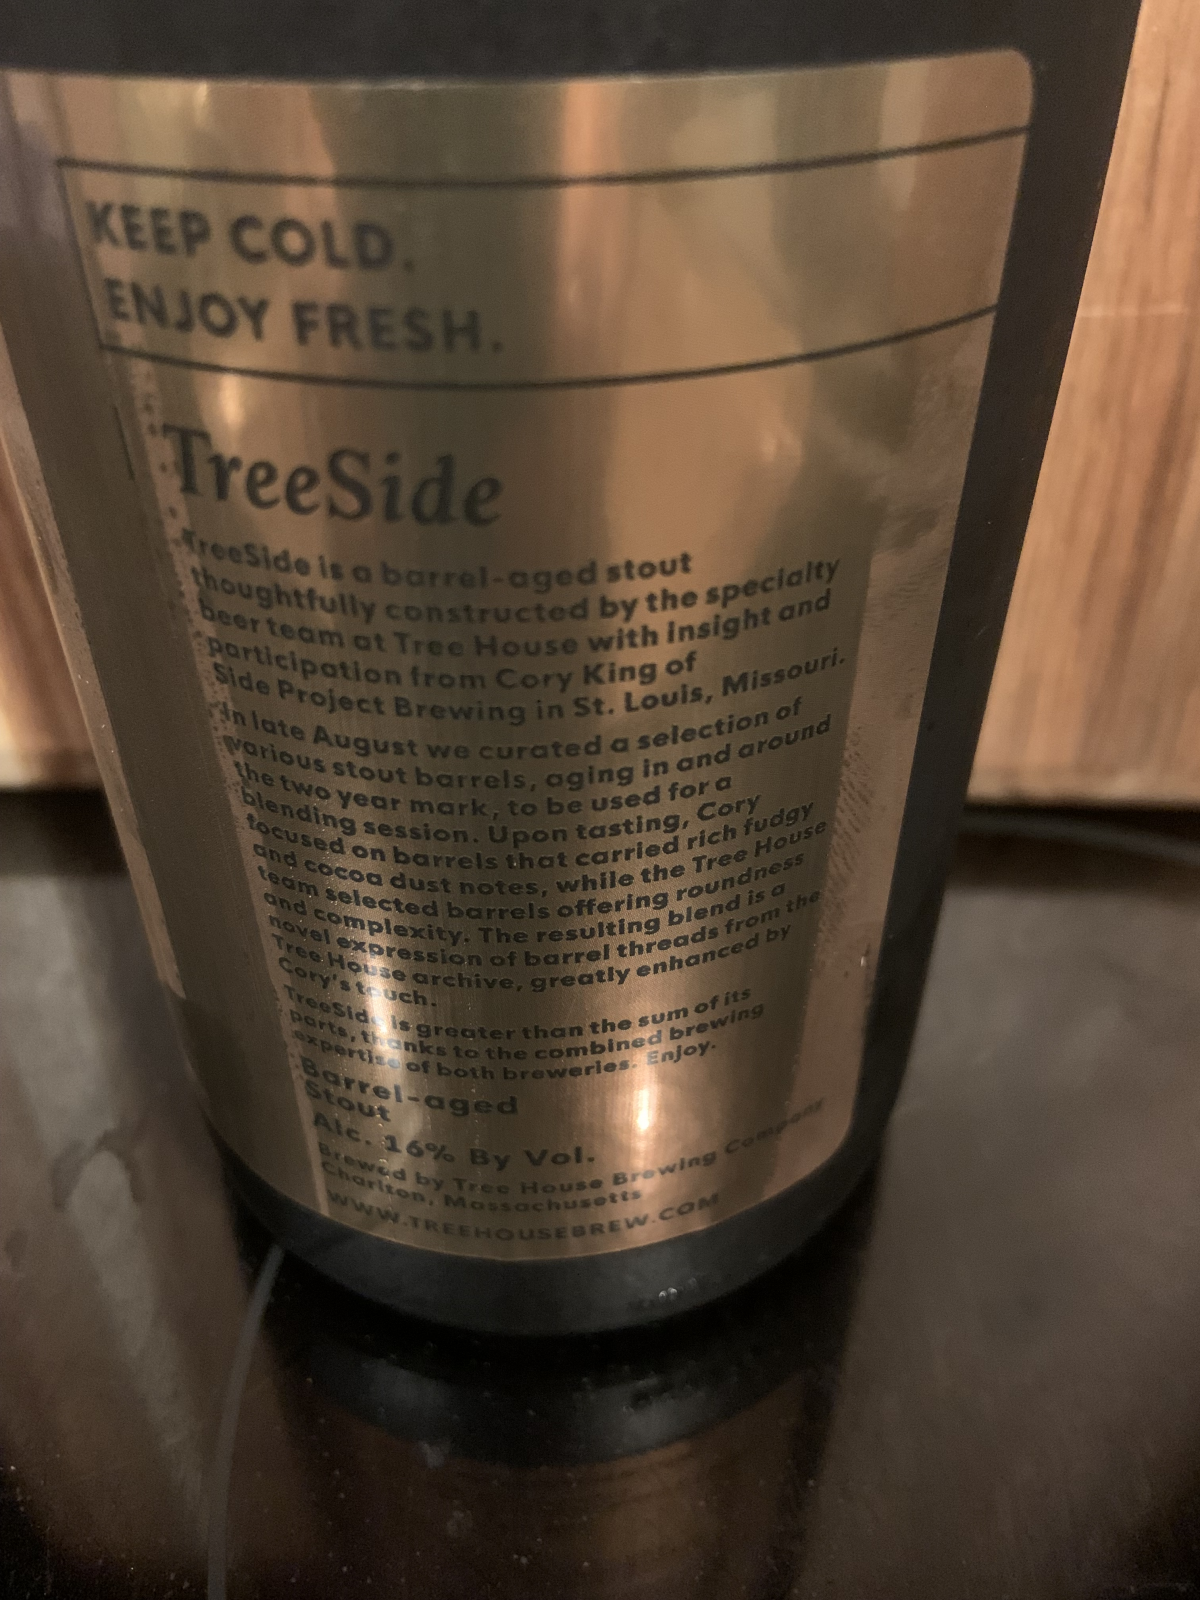 KEEP COLD.
ENJOY FRESH.
TreeSide
TreeSide is a barrel-aged stout
thoughtfully constructed by the specialty
beer team at Tree House with insight and
participation from Cory King of
Side Project Brewing in St. Louis, Missouri.
In late August we curated a selection of
various stout barrels, aging in and around
the two year mark, to be used for a
blending session. Upon tasting, Cory
focused on barrels that carried rich fudgy
and cocoa dust notes, while the Tree House
team selected barrels offering roundness
and complexity. The resulting blend is a
novel expression of barrel threads from the
Tree House archive, greatly enhanced by
Cory's touch.
TreeSide is greater than the sum of its
parts, thanks to the combined brewing
expertise of both breweries. Enjoy.
Barrel-aged
Stout
Alc. 16% By Vol.
Brewed by Tree House Brewing Company
Charlton, Massachusetts
WWW.TREEHOUSEBREW.COM